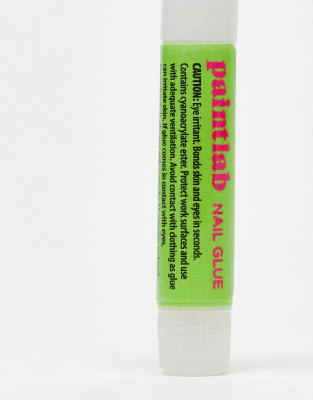 Paintlab NAIL GLUE
CAUTION: Eye irritant. Bonds skin and eyes in seconds.
Contains cyanoacrylate ester. Protect work surfaces and use
with adequate ventilation. Avoid contact with clothing as glue
can irritate skin. If glue comes in contact with eyes,